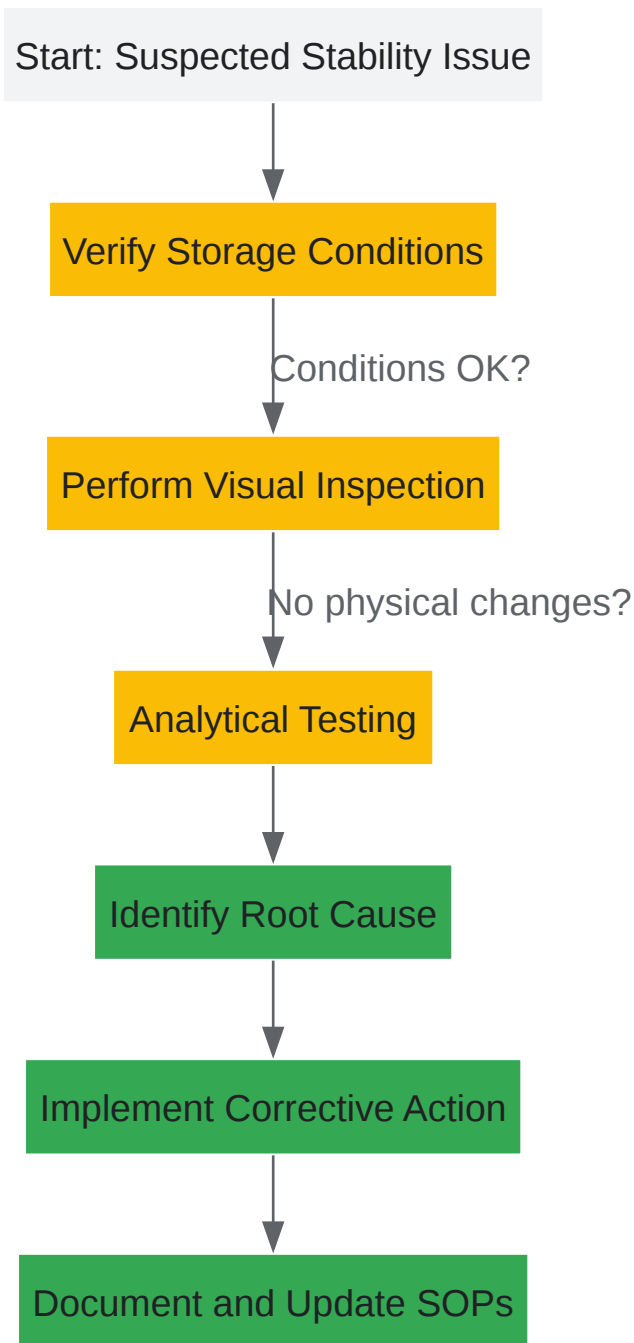 Start: Suspected Stability Issue
Verify Storage Conditions
Conditions OK?
Perform Visual Inspection
No physical changes?
Analytical Testing
Identify Root Cause
Implement Corrective Action
Document and Update SOPs